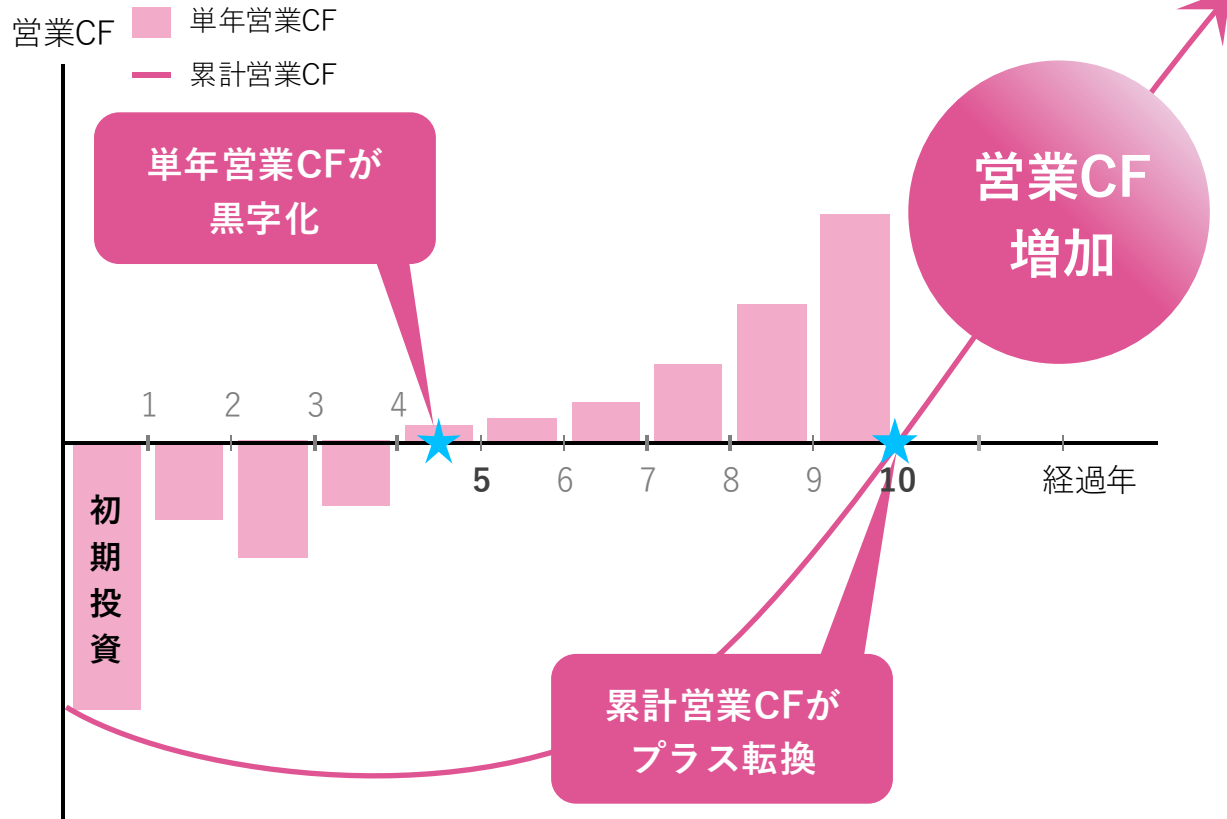 営業CF
単年営業CF
累計営業CF
単年営業CFが
黒字化
営業CF
増加
1
2
3
4
5
6
7
8
9
10
経過年
初期投資
累計営業CFが
プラス転換